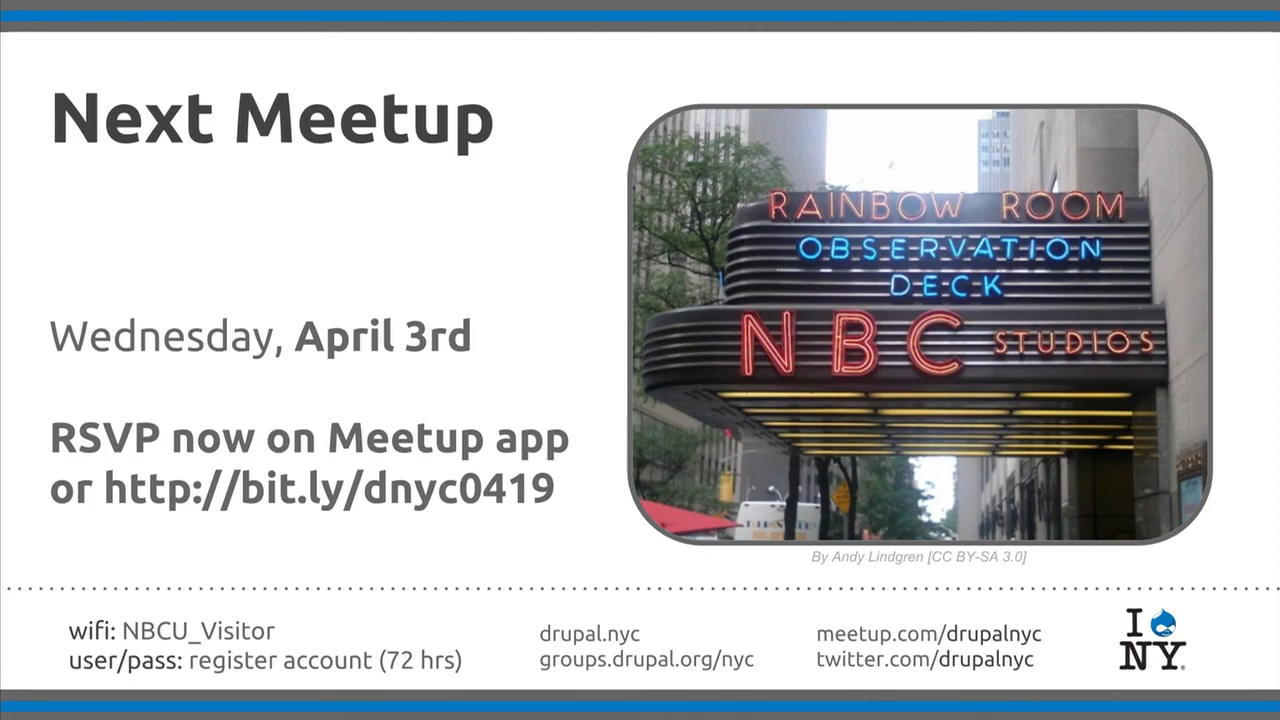 Next Meetup
Wednesday, April 3rd
RSVP now on Meetup app
or http://bit.ly/dnyc0419
RAINBOW ROOM
OBSERVATION
DECK
NBC STUDIOS
By Andy Lindgren [CC BY-SA 3.0]
wifi: NBCU_Visitor
user/pass: register account (72 hrs)
drupal.nyc
groups.drupal.org/nyc
meetup.com/drupalnyc
twitter.com/drupalnyc
I
NY®